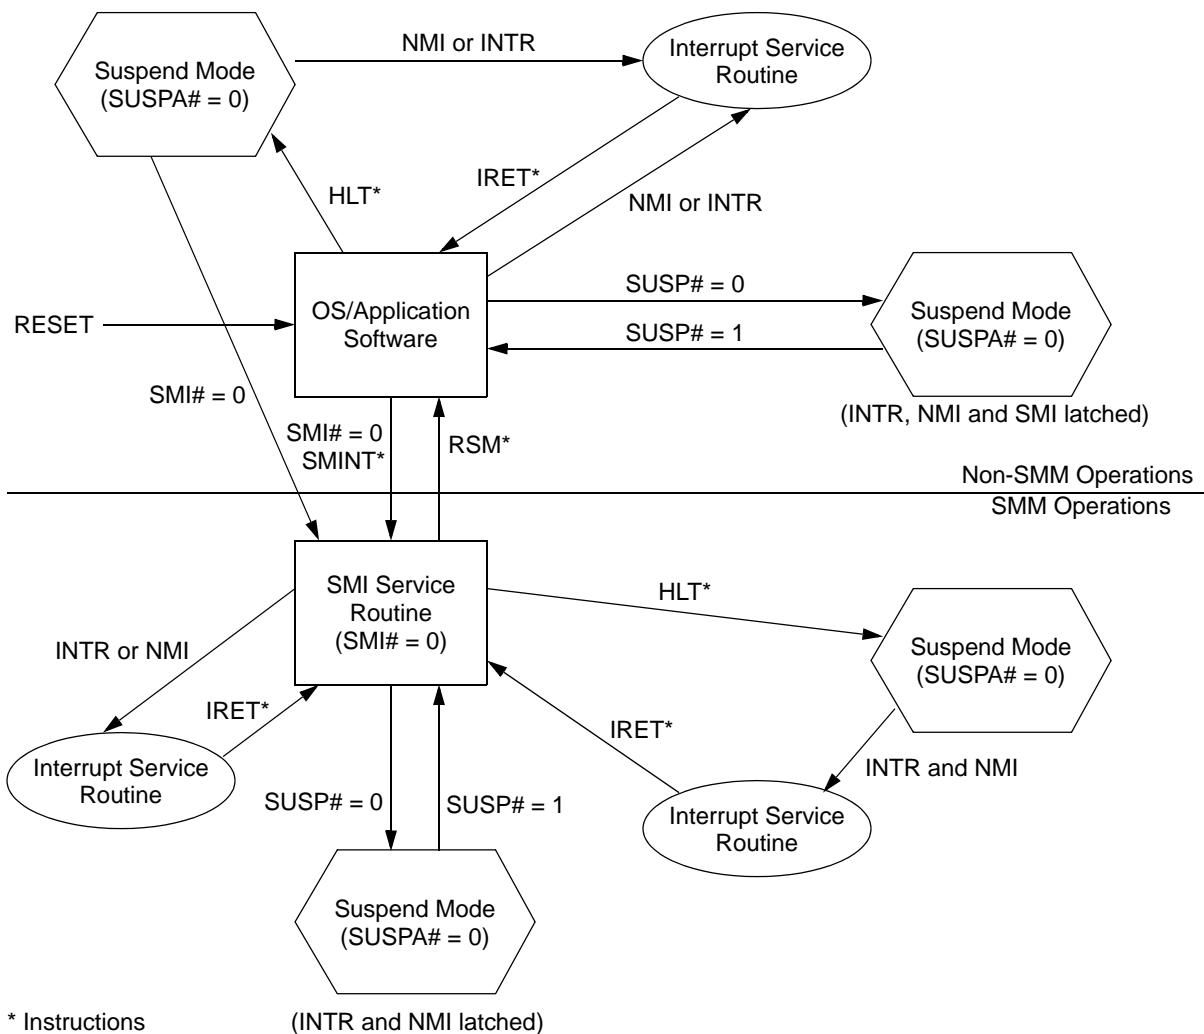 NMI or INTR
Interrupt Service
Routine
Suspend Mode
(SUSPA# = 0)
HLT*
IRET*
NMI or INTR
SUSP# = 0
RESET
OS/Application
Software
Suspend Mode
(SUSPA# = 0)
SUSP# = 1
SMI# = 0
(INTR, NMI and SMI latched)
SMI# = 0
SMINT*
RSM*
Non-SMM Operations
SMM Operations
SMI Service
Routine
(SMI# = 0)
HLT*
INTR or NMI
Suspend Mode
(SUSPA# = 0)
IRET*
IRET*
Interrupt Service
Routine
INTR and NMI
SUSP# = 0
SUSP# = 1
Interrupt Service
Routine
Suspend Mode
(SUSPA# = 0)
* Instructions
(INTR and NMI latched)